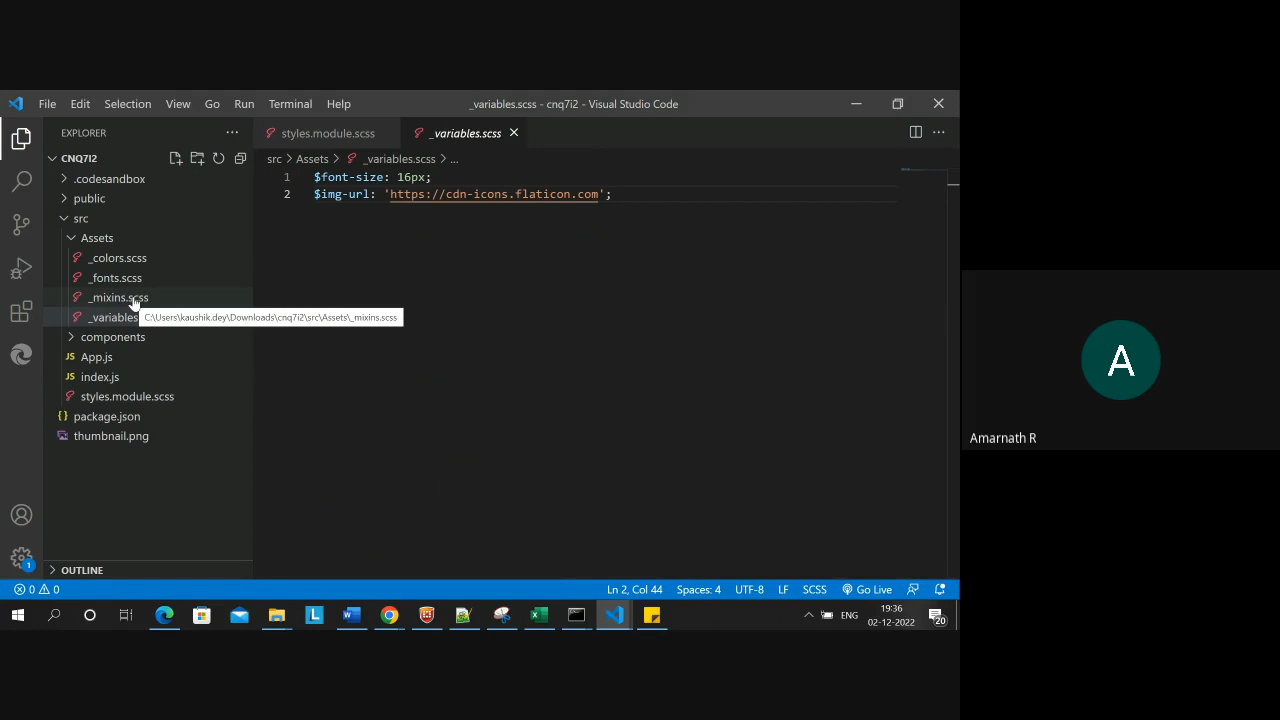 File Edit Selection View Go Run Terminal Help
_variables.scss - cnq7i2 - Visual Studio Code
EXPLORER
CNQ7I2
.codesandbox
public
src
Assets
_colors.scss
_fonts.scss
_mixins.scss
_variables
C:\Users\kaushik.dey\Downloads\cnq7i2\src\Assets\_mixins.scss
components
JS App.js
JS index.js
styles.module.scss
{} package.json
thumbnail.png
OUTLINE
styles.module.scss
_variables.scss
src > Assets > _variables.scss > ...
1 $font-size: 16px;
2 $img-url: 'https://cdn-icons.flaticon.com';
A
Amarnath R
1
0 0
Ln 2, Col 44 Spaces: 4 UTF-8 LF SCSS Go Live
L
ENG
19:36
02-12-2022
20